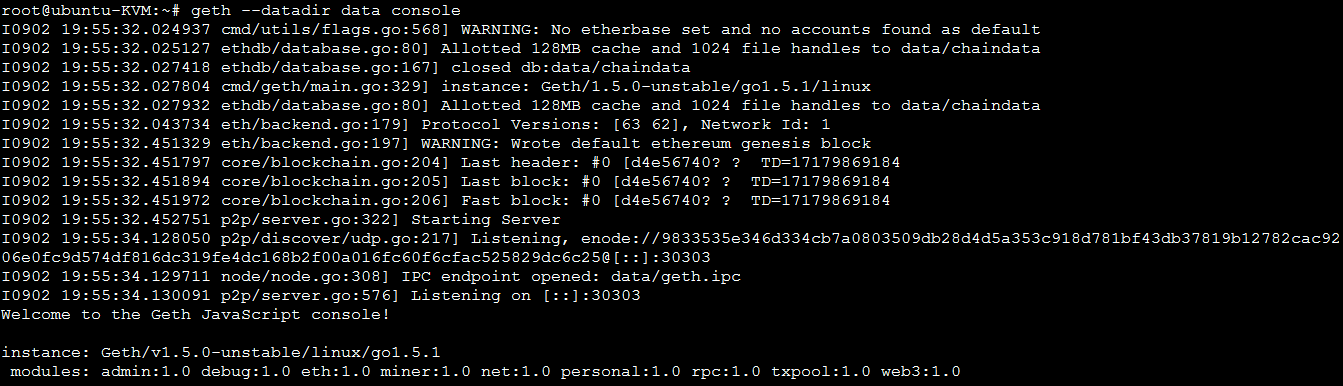 root@ubuntu-KVM:~# geth --datadir data console
I0902 19:55:32.024937 cmd/utils/flags.go:568] WARNING: No etherbase set and no accounts found as default
I0902 19:55:32.025127 ethdb/database.go:80] Allotted 128MB cache and 1024 file handles to data/chaindata
I0902 19:55:32.027418 ethdb/database.go:167] closed db:data/chaindata
I0902 19:55:32.027804 cmd/geth/main.go:329] instance: Geth/1.5.0-unstable/go1.5.1/linux
I0902 19:55:32.027932 ethdb/database.go:80] Allotted 128MB cache and 1024 file handles to data/chaindata
I0902 19:55:32.043734 eth/backend.go:179] Protocol Versions: [63 62], Network Id: 1
I0902 19:55:32.451329 eth/backend.go:197] WARNING: Wrote default ethereum genesis block
I0902 19:55:32.451797 core/blockchain.go:204] Last header: #0 [d4e56740? ?  TD=17179869184
I0902 19:55:32.451894 core/blockchain.go:205] Last block: #0 [d4e56740? ?  TD=17179869184
I0902 19:55:32.451972 core/blockchain.go:206] Fast block: #0 [d4e56740? ?  TD=17179869184
I0902 19:55:32.452751 p2p/server.go:322] Starting Server
I0902 19:55:34.128050 p2p/discover/udp.go:217] Listening, enode://9833535e346d334cb7a0803509db28d4d5a353c918d781bf43db37819b12782cac92
06e0fc9d574df816dc319fe4dc168b2f00a016fc60f6cfac525829dc6c25@[::]:30303
I0902 19:55:34.129711 node/node.go:308] IPC endpoint opened: data/geth.ipc
I0902 19:55:34.130091 p2p/server.go:576] Listening on [::]:30303
Welcome to the Geth JavaScript console!
instance: Geth/v1.5.0-unstable/linux/go1.5.1
 modules: admin:1.0 debug:1.0 eth:1.0 miner:1.0 net:1.0 personal:1.0 rpc:1.0 txpool:1.0 web3:1.0